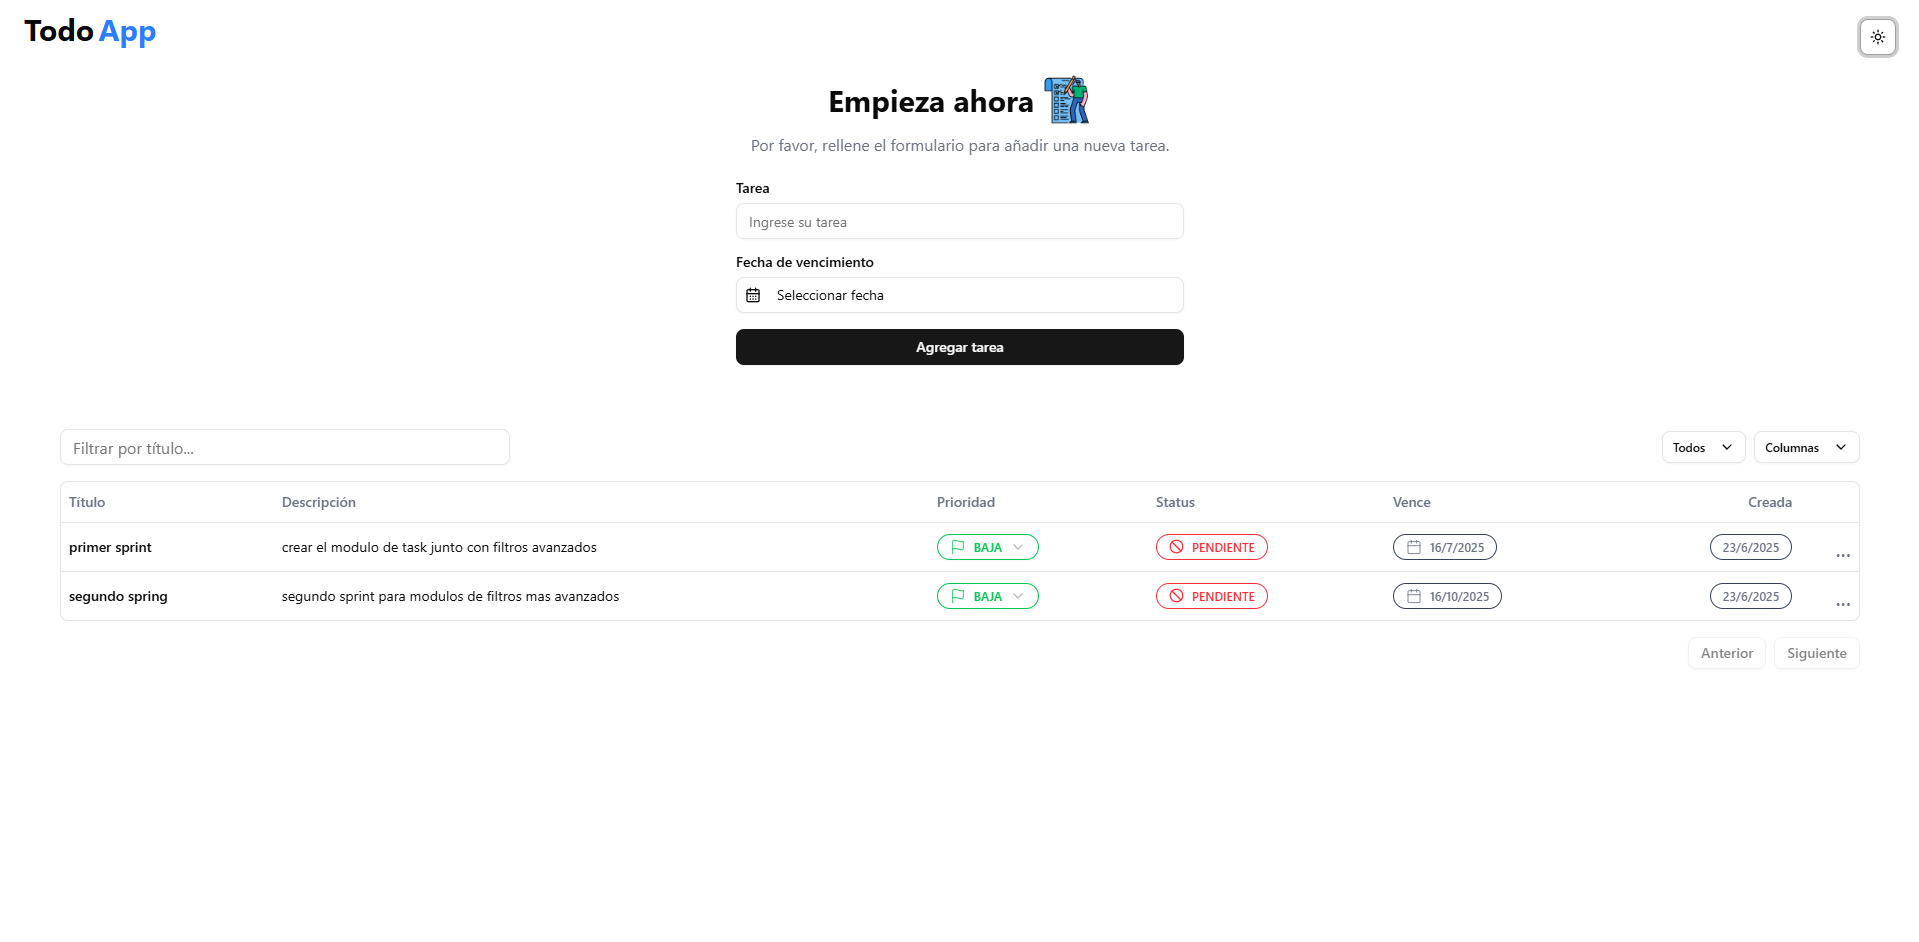 Todo App
Empieza ahora
Por favor, rellene el formulario para añadir una nueva tarea.
Tarea
Ingrese su tarea
Fecha de vencimiento
Seleccionar fecha
Agregar tarea
Filtrar por título... Todos Columnas
Título Descripción Prioridad Status Vence Creada
primer sprint crear el modulo de task junto con filtros avanzados BAJA PENDIENTE 16/7/2025 23/6/2025 ...
segundo spring segundo sprint para modulos de filtros mas avanzados BAJA PENDIENTE 16/10/2025 23/6/2025 ...
Anterior Siguiente